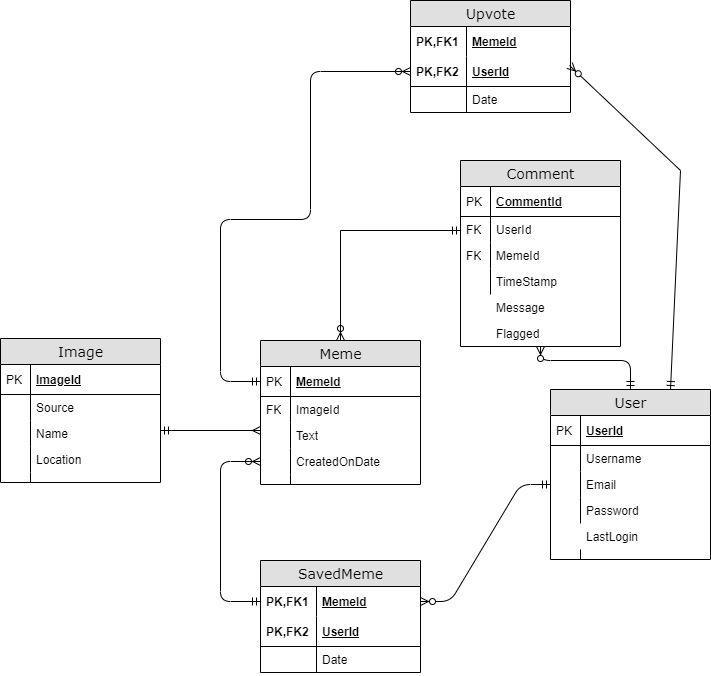 Upvote
PK,FK1 MemeId
PK,FK2 UserId
Date
Comment
PK CommentId
FK UserId
FK MemeId
TimeStamp
Message
Flagged
Image
PK ImageId
Source
Name
Location
Meme
PK MemeId
FK ImageId
Text
CreatedOnDate
User
PK UserId
Username
Email
Password
LastLogin
SavedMeme
PK,FK1 MemeId
PK,FK2 UserId
Date